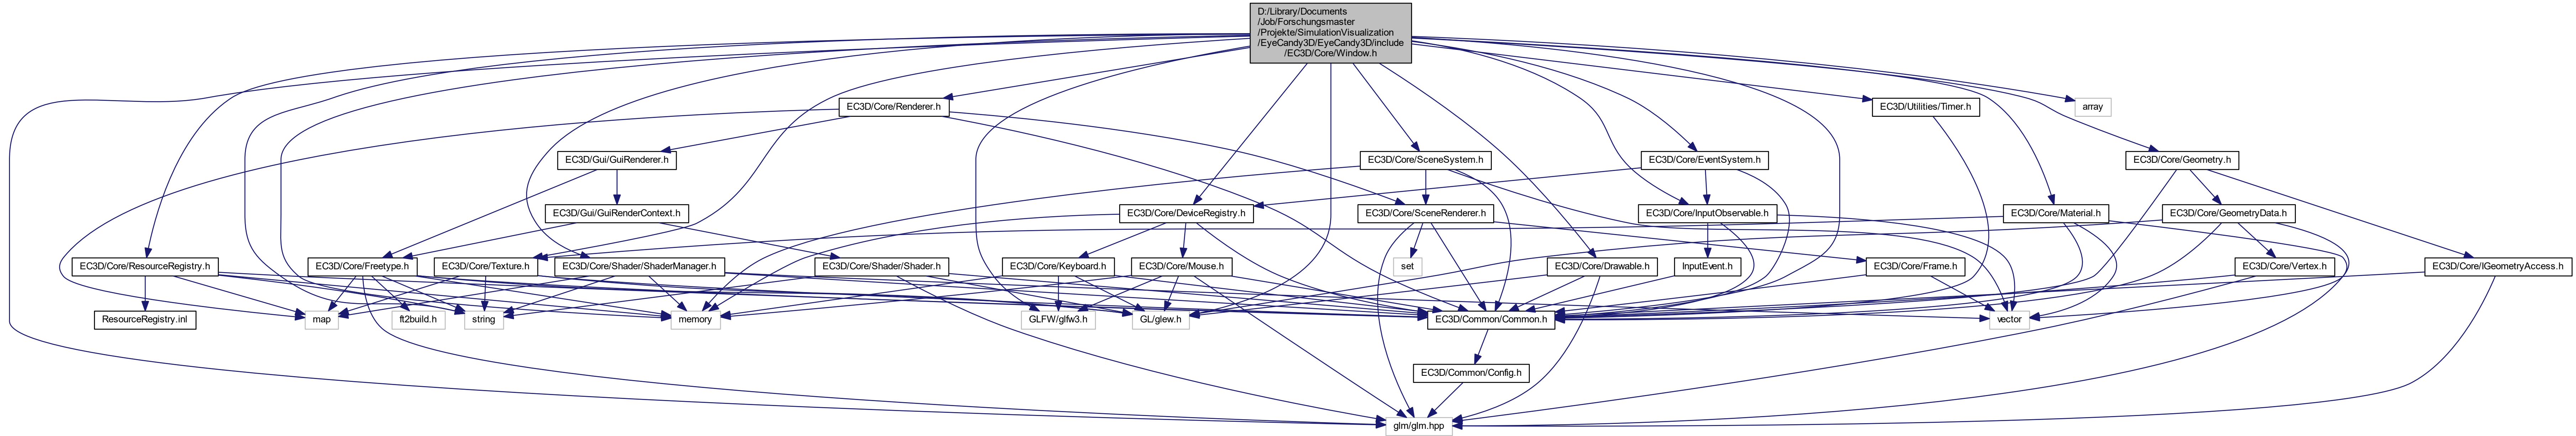 D:/Library/Documents
/Job/Forschungsmaster
/Projekte/SimulationVisualization
/EyeCandy3D/EyeCandy3D/include
/EC3D/Core/Window.h
EC3D/Core/Renderer.h
EC3D/Utilities/Timer.h
array
EC3D/Gui/GuiRenderer.h
EC3D/Core/SceneSystem.h
EC3D/Core/EventSystem.h
EC3D/Core/Geometry.h
EC3D/Gui/GuiRenderContext.h
EC3D/Core/DeviceRegistry.h
EC3D/Core/SceneRenderer.h
EC3D/Core/InputObservable.h
EC3D/Core/Material.h
EC3D/Core/GeometryData.h
EC3D/Core/ResourceRegistry.h
EC3D/Core/Freetype.h
EC3D/Core/Texture.h
EC3D/Core/Shader/ShaderManager.h
EC3D/Core/Shader/Shader.h
EC3D/Core/Keyboard.h
EC3D/Core/Mouse.h
set
EC3D/Core/Drawable.h
InputEvent.h
EC3D/Core/Frame.h
EC3D/Core/Vertex.h
EC3D/Core/IGeometryAccess.h
ResourceRegistry.inl
map
ft2build.h
string
memory
GLFW/glfw3.h
GL/glew.h
EC3D/Common/Common.h
vector
EC3D/Common/Config.h
glm/glm.hpp